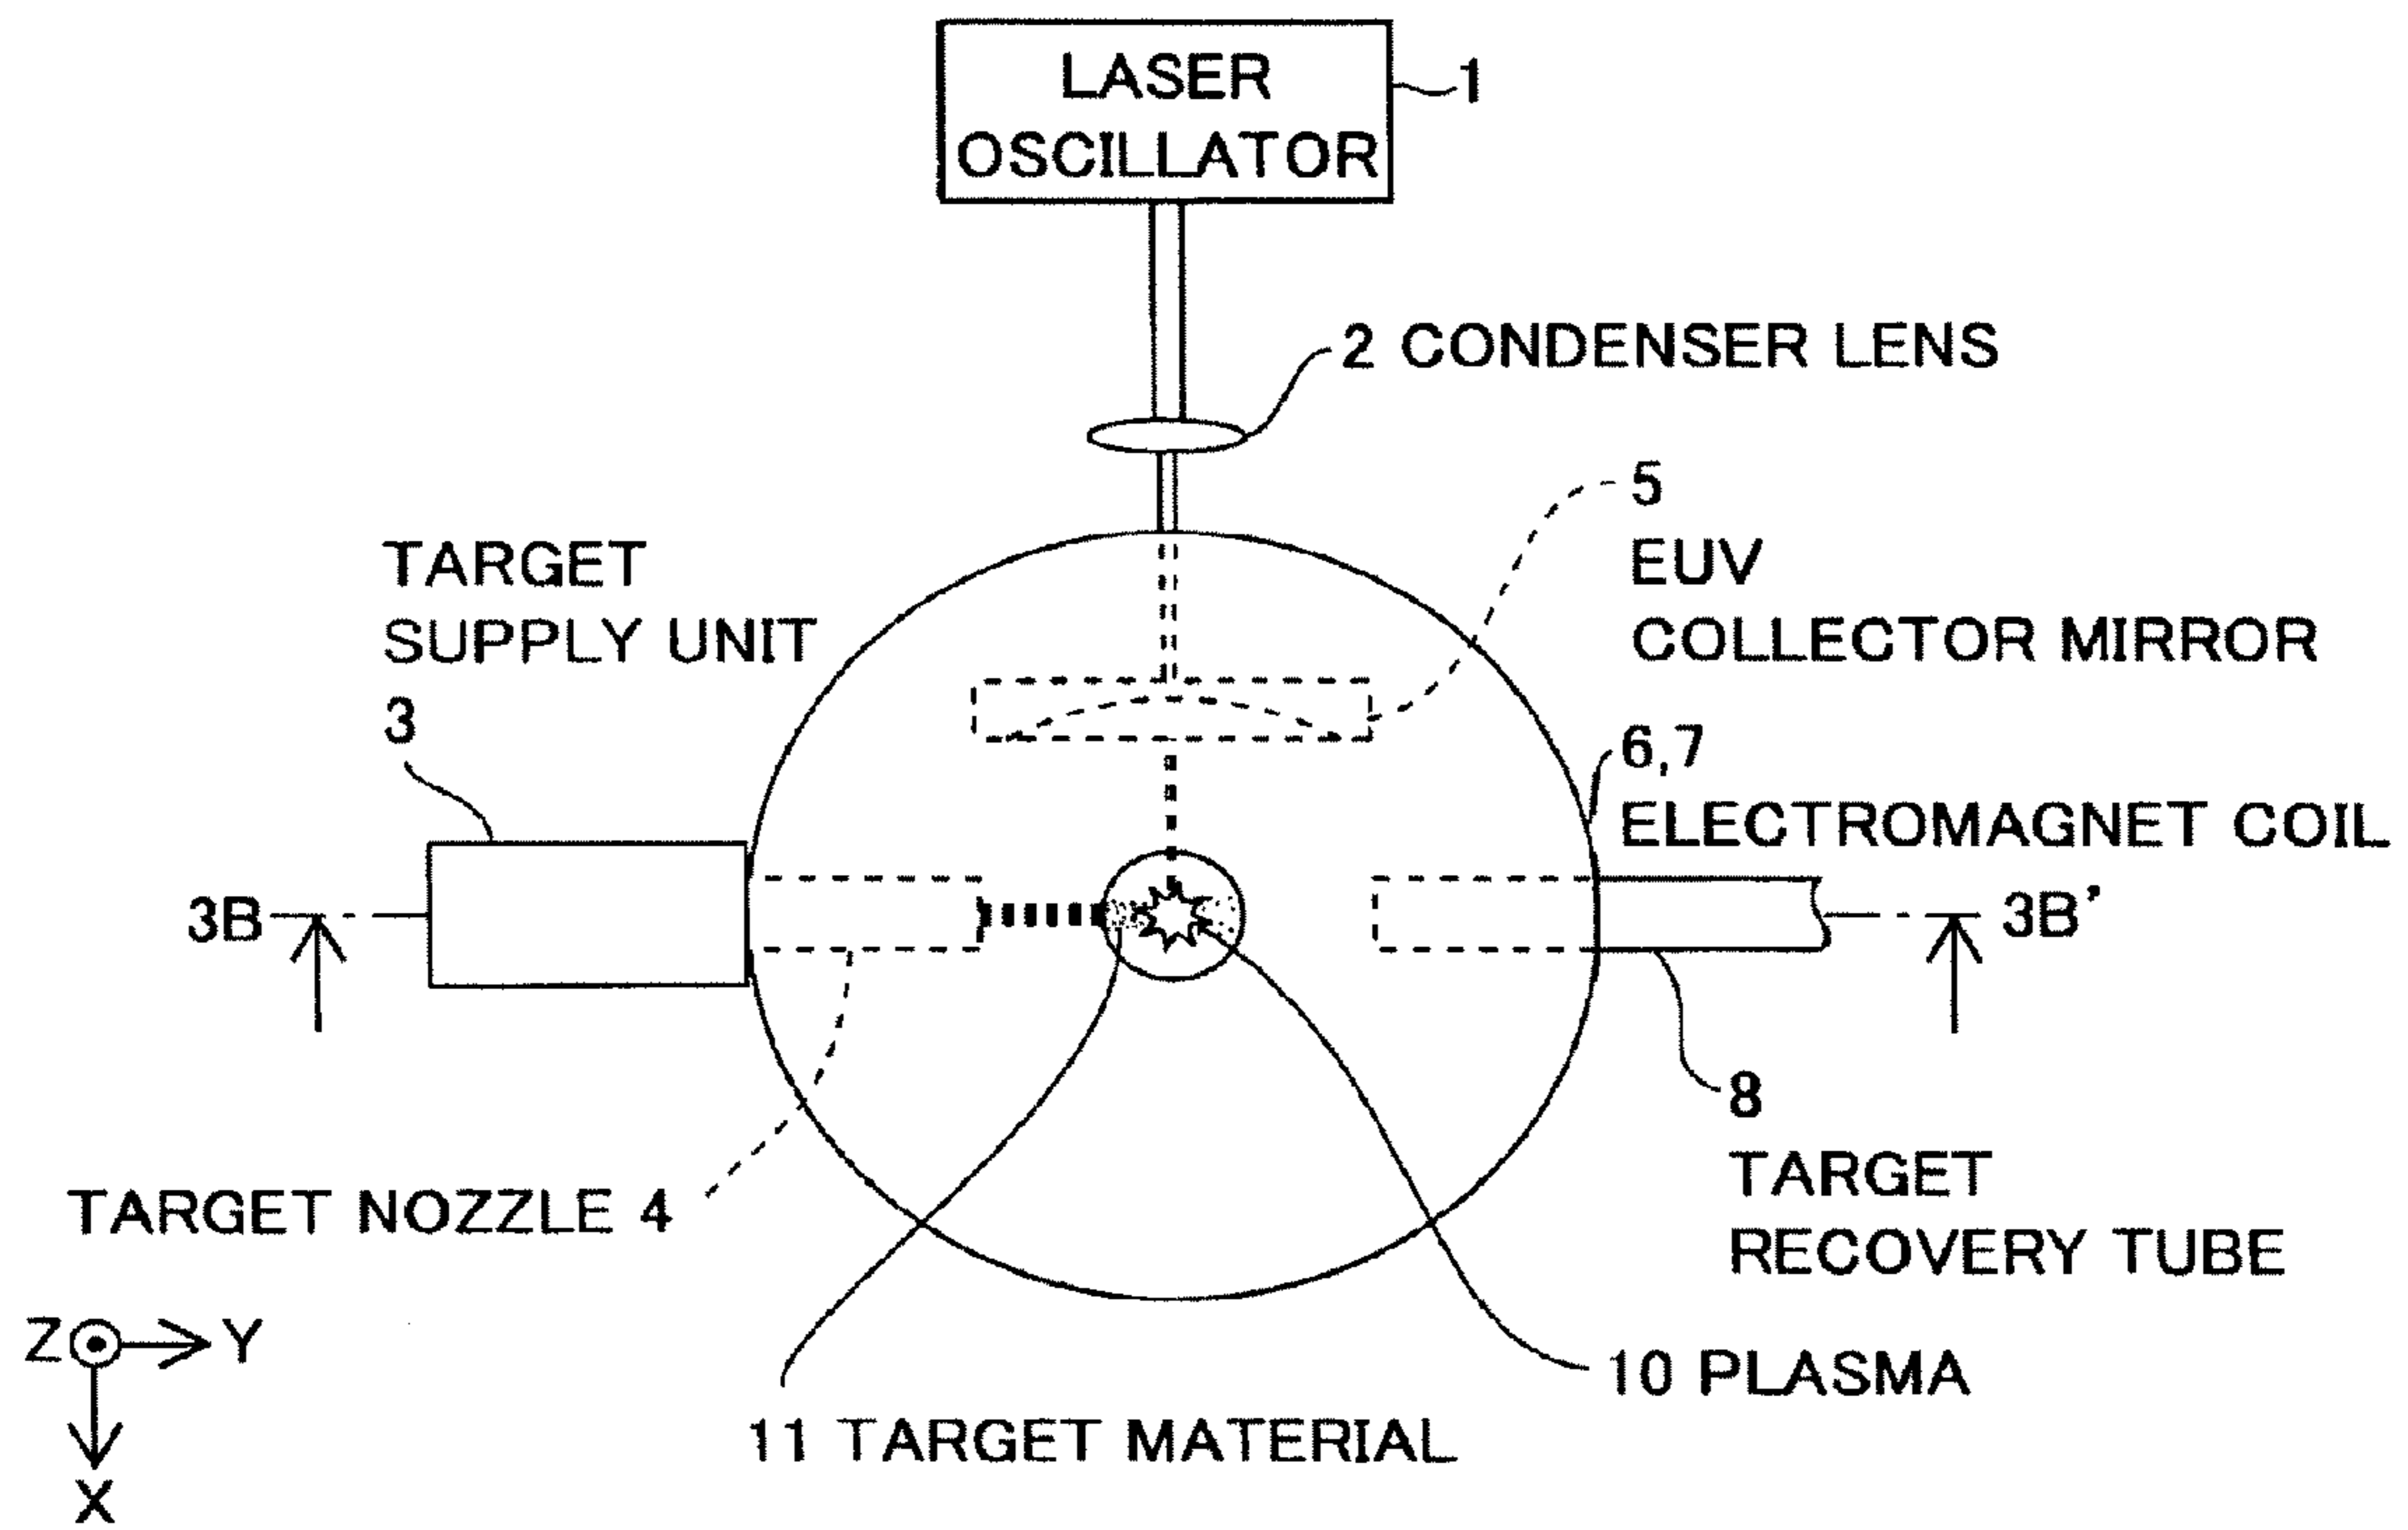 LASER
OSCILLATOR
1
2 CONDENSER LENS
5
EUV
COLLECTOR MIRROR
TARGET
SUPPLY UNIT
3
6,7
ELECTROMAGNET COIL
3B
3B'
8
TARGET
RECOVERY TUBE
TARGET NOZZLE 4
Z
Y
X
10 PLASMA
11 TARGET MATERIAL